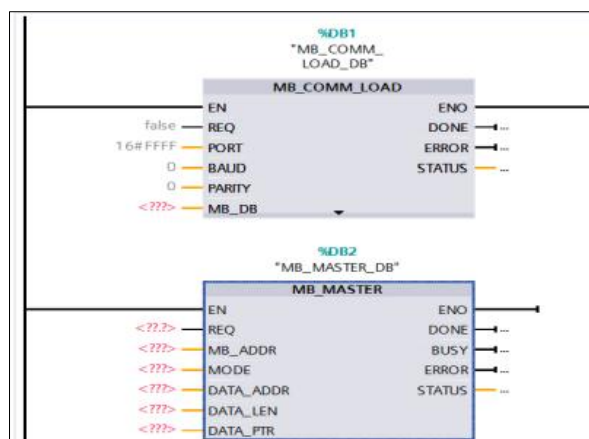 %DB1
"MB_COMM_
LOAD_DB"
MB_COMM_LOAD
EN ENO
false REQ DONE ...
16#FFFF PORT ERROR ...
0 BAUD STATUS ...
0 PARITY
<???> MB_DB
%DB2
"MB_MASTER_DB"
MB_MASTER
EN ENO
<??.?> REQ DONE ...
<???> MB_ADDR BUSY ...
<???> MODE ERROR ...
<???> DATA_ADDR STATUS ...
<???> DATA_LEN
<???> DATA_PTR